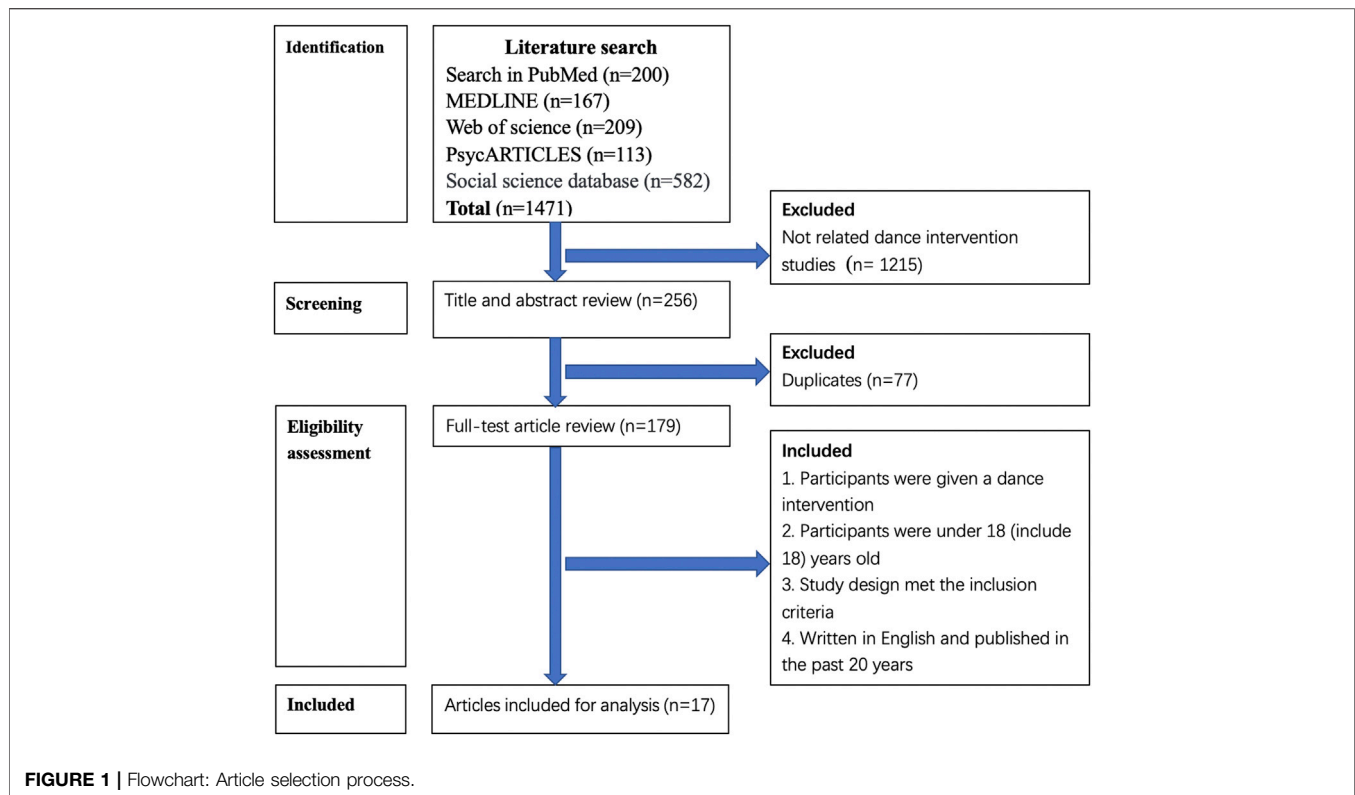 Identification
Literature search
Search in PubMed (n=200)
MEDLINE (n=167)
Web of science (n=209)
PsycARTICLES (n=113)
Social science database (n=582)
Total (n=1471)
Excluded
Not related dance intervention
studies (n= 1215)
Screening
Title and abstract review (n=256)
Excluded
Duplicates (n=77)
Eligibility
assessment
Full-test article review (n=179)
Included
1. Participants were given a dance
intervention
2. Participants were under 18 (include
18) years old
3. Study design met the inclusion
criteria
4. Written in English and published in
the past 20 years
Included
Articles included for analysis (n=17)
FIGURE 1 | Flowchart: Article selection process.